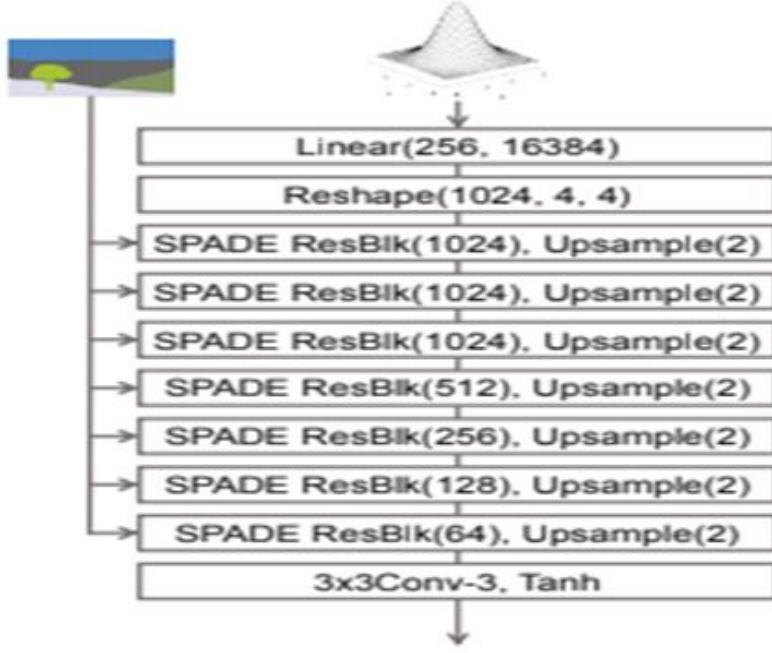 Linear(256, 16384)
Reshape(1024, 4, 4)
SPADE ResBlk(1024), Upsample(2)
SPADE ResBlk(1024), Upsample(2)
SPADE ResBlk(1024), Upsample(2)
SPADE ResBlk(512), Upsample(2)
SPADE ResBlk(256), Upsample(2)
SPADE ResBlk(128), Upsample(2)
SPADE ResBlk(64), Upsample(2)
3x3Conv-3, Tanh